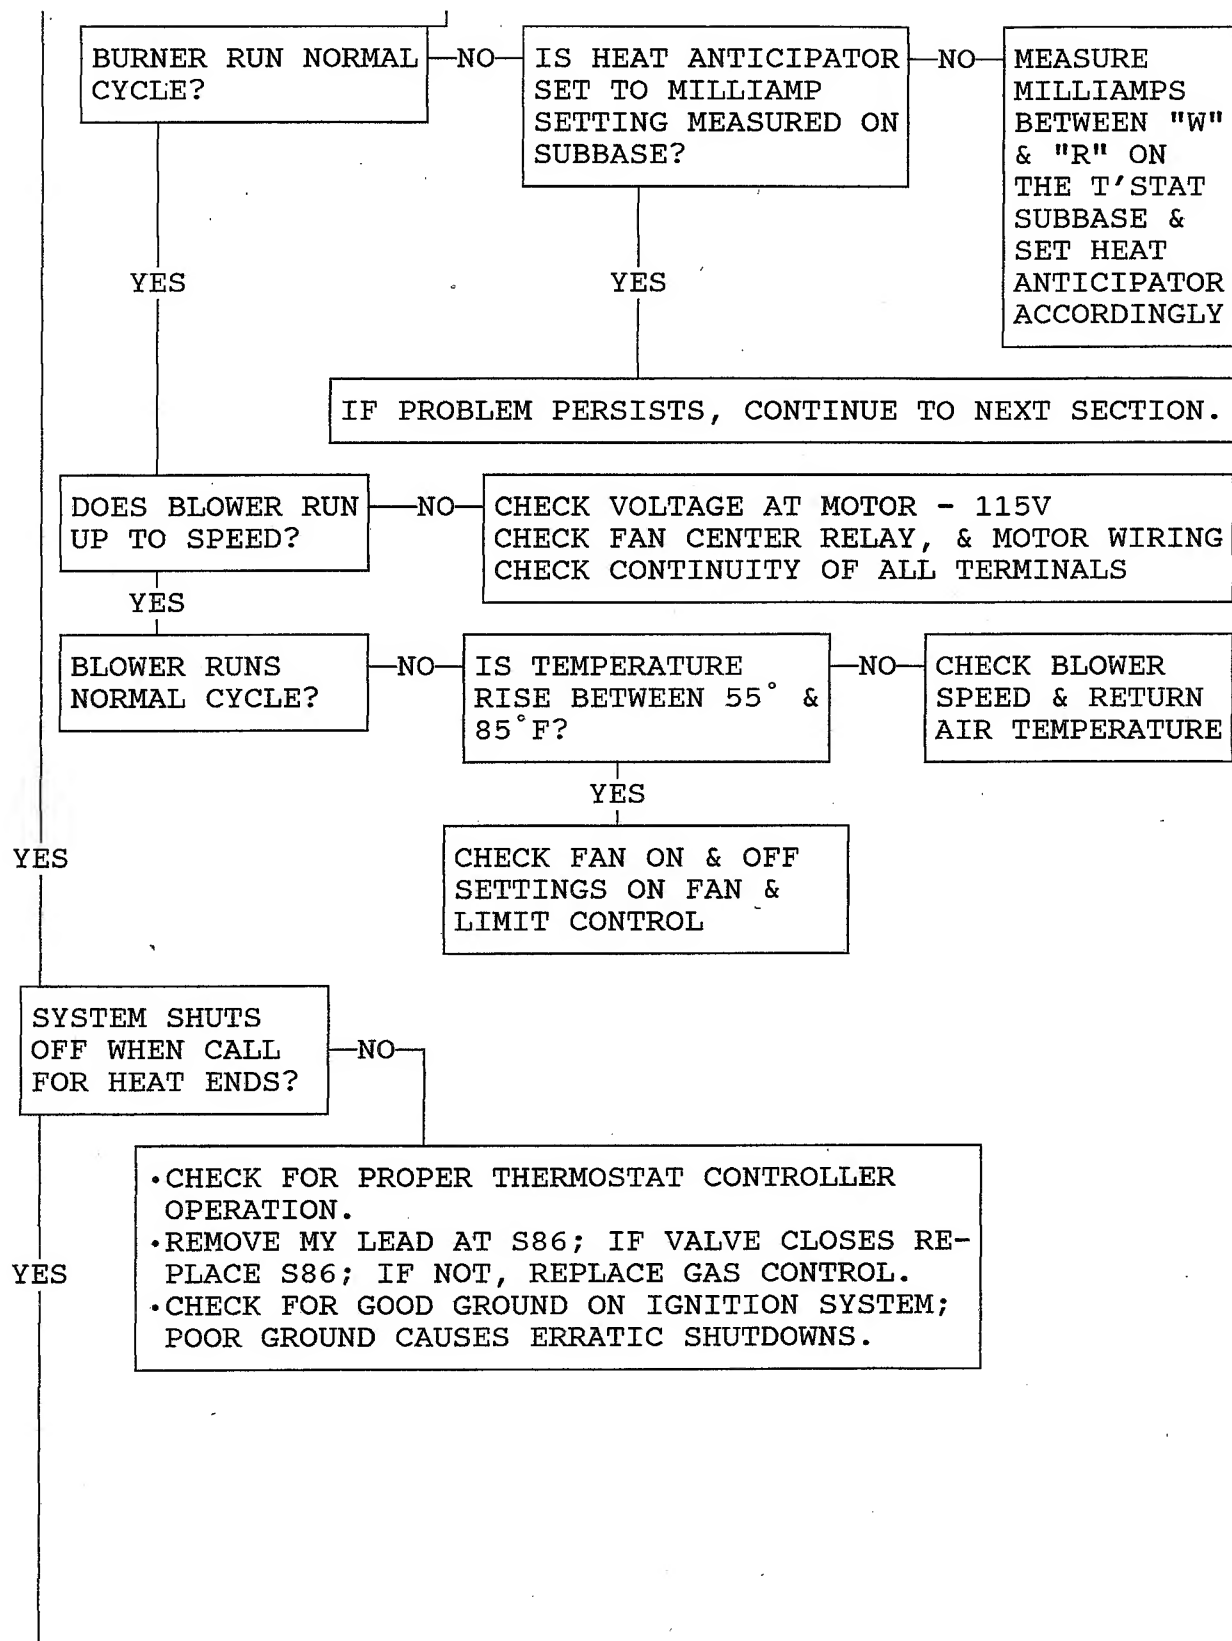 BURNER RUN NORMAL
CYCLE?
NO
IS HEAT ANTICIPATOR
SET TO MILLIAMP
SETTING MEASURED ON
SUBBASE?
NO
MEASURE
MILLIAMPS
BETWEEN "W"
& "R" ON
THE T'STAT
SUBBASE &
SET HEAT
ANTICIPATOR
ACCORDINGLY
YES
YES
IF PROBLEM PERSISTS, CONTINUE TO NEXT SECTION.
DOES BLOWER RUN
UP TO SPEED?
NO
CHECK VOLTAGE AT MOTOR - 115V
CHECK FAN CENTER RELAY, & MOTOR WIRING
CHECK CONTINUITY OF ALL TERMINALS
YES
BLOWER RUNS
NORMAL CYCLE?
NO
IS TEMPERATURE
RISE BETWEEN 55° &
85°F?
NO
CHECK BLOWER
SPEED & RETURN
AIR TEMPERATURE
YES
CHECK FAN ON & OFF
SETTINGS ON FAN &
LIMIT CONTROL
YES
SYSTEM SHUTS
OFF WHEN CALL
FOR HEAT ENDS?
NO
•CHECK FOR PROPER THERMOSTAT CONTROLLER
OPERATION.
•REMOVE MY LEAD AT S86; IF VALVE CLOSES RE-
PLACE S86; IF NOT, REPLACE GAS CONTROL.
•CHECK FOR GOOD GROUND ON IGNITION SYSTEM;
POOR GROUND CAUSES ERRATIC SHUTDOWNS.
YES